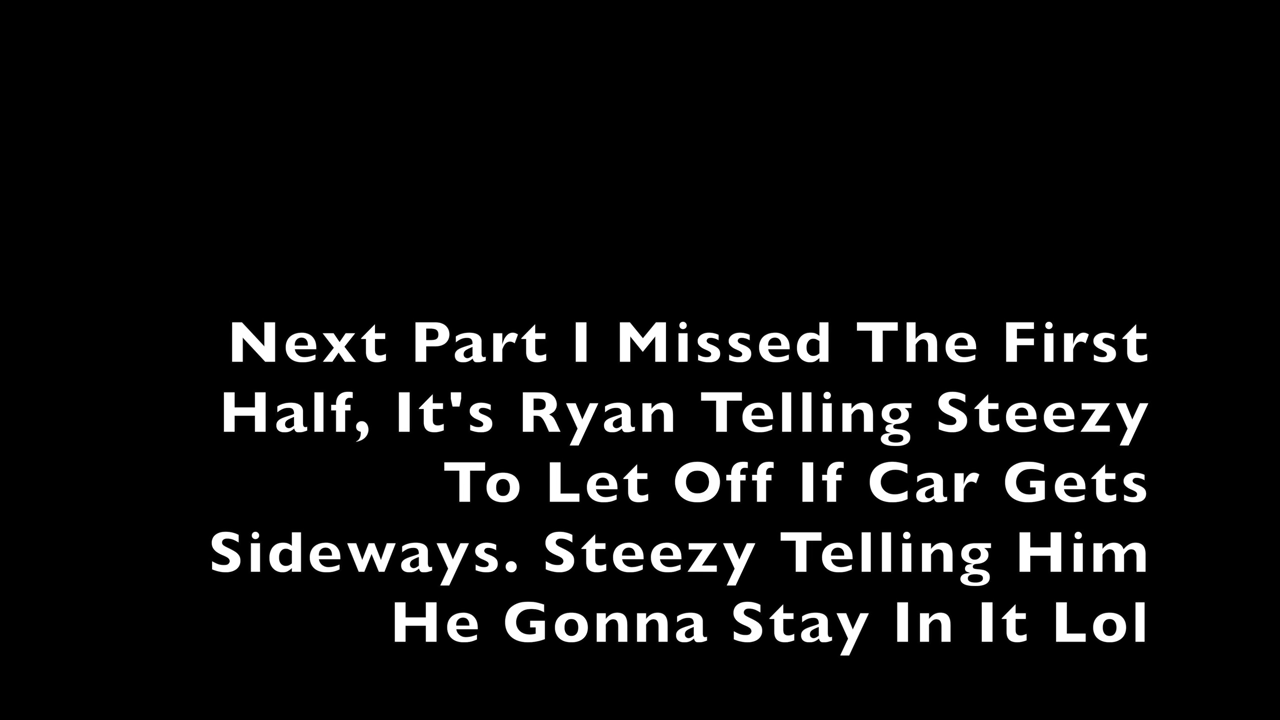 Next Part I Missed The First
Half, It's Ryan Telling Steezy
To Let Off If Car Gets
Sideways. Steezy Telling Him
He Gonna Stay In It Lol